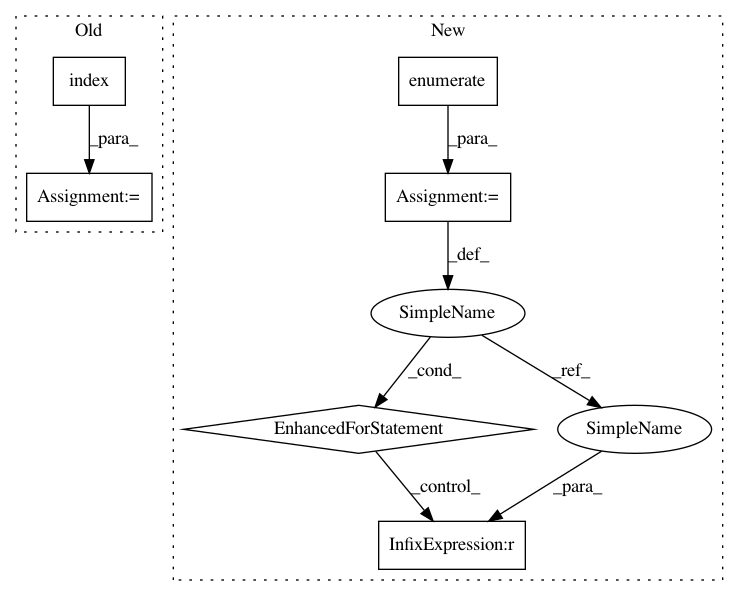 Old
New
index
enumerate
_para_
_para_
Assignment:=
Assignment:=
_def_
SimpleName
_cond_
_ref_
EnhancedForStatement
SimpleName
_control_
_para_
InfixExpression:r